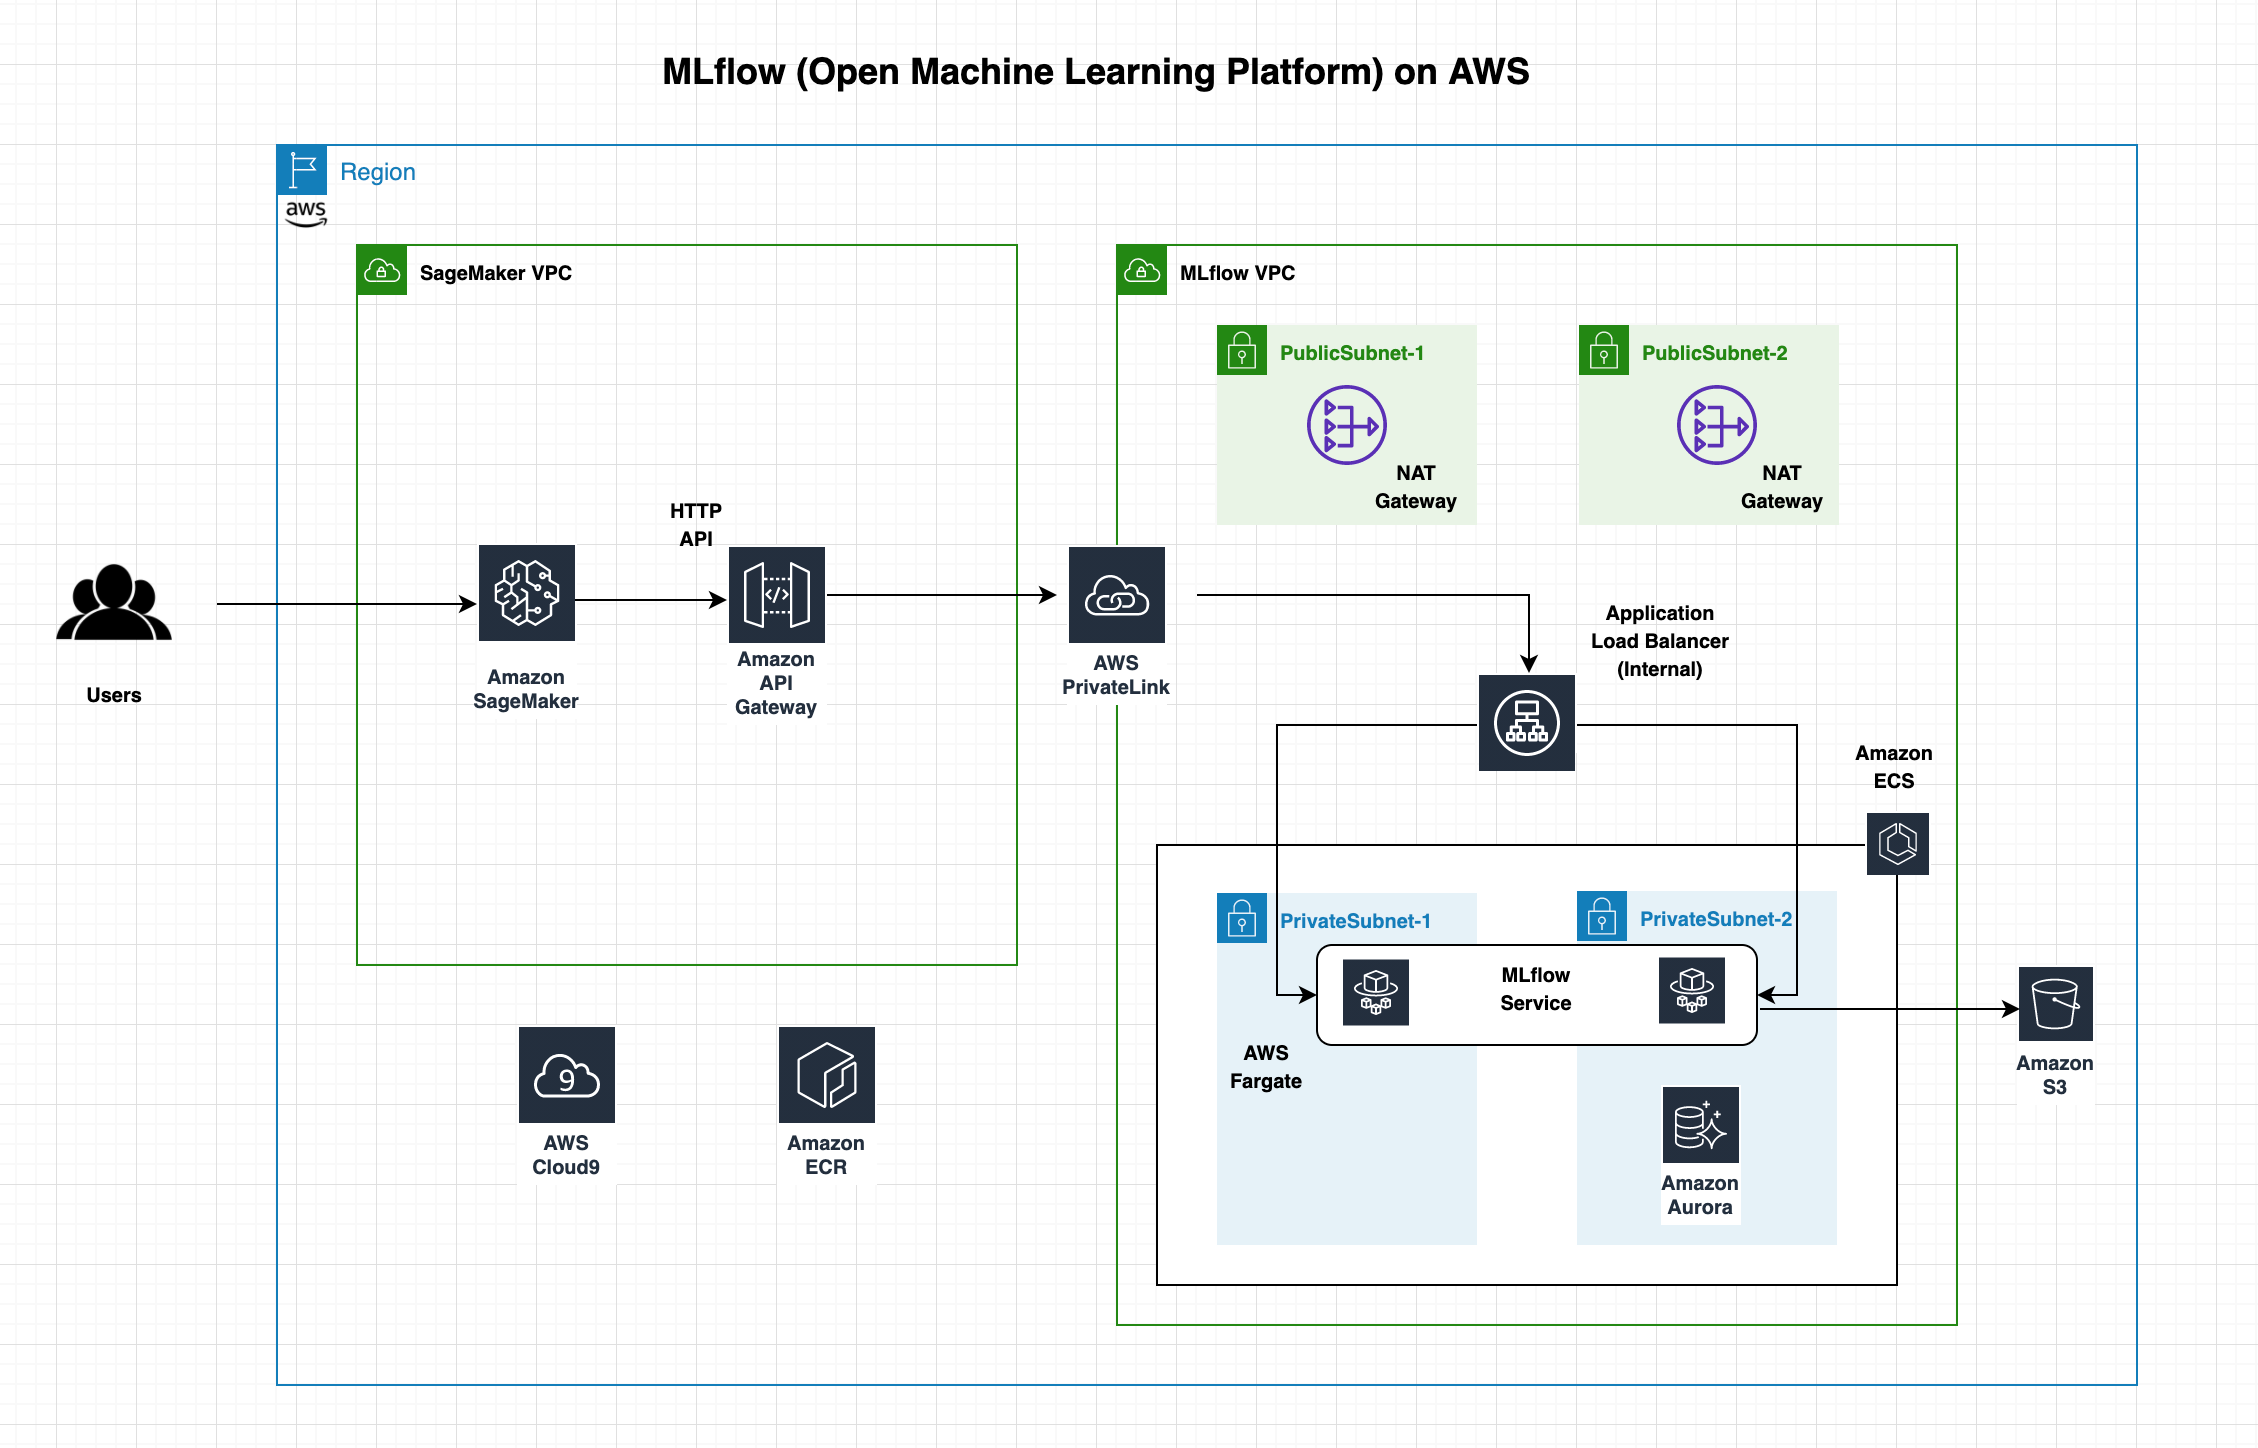 MLflow (Open Machine Learning Platform) on AWS
Region
aws
SageMaker VPC
MLflow VPC
PublicSubnet-1
NAT
Gateway
PublicSubnet-2
NAT
Gateway
HTTP
API
Users
Amazon
SageMaker
</>
Amazon
API
Gateway
AWS
PrivateLink
Application
Load Balancer
(Internal)
Amazon
ECS
PrivateSubnet-1
PrivateSubnet-2
MLflow
Service
AWS
Fargate
Amazon
Aurora
Amazon
S3
9
AWS
Cloud9
Amazon
ECR